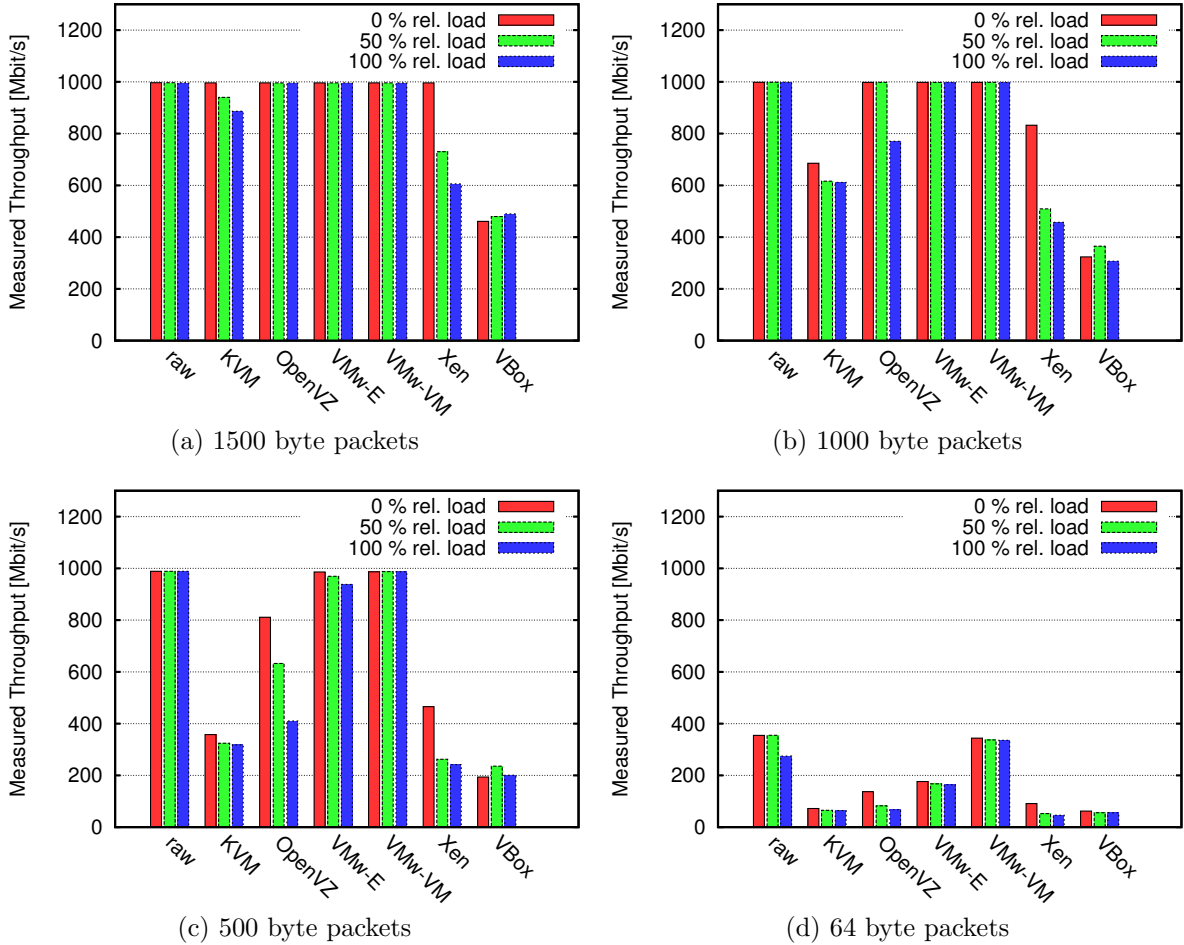 Measured Throughput [Mbit/s]
1200
1000
800
600
400
200
0
0 % rel. load
50 % rel. load
100 % rel. load
raw
KVM
OpenVZ
VMw-E
VMw-VM
Xen
VBox
(a) 1500 byte packets
Measured Throughput [Mbit/s]
1200
1000
800
600
400
200
0
0 % rel. load
50 % rel. load
100 % rel. load
raw
KVM
OpenVZ
VMw-E
VMw-VM
Xen
VBox
(b) 1000 byte packets
Measured Throughput [Mbit/s]
1200
1000
800
600
400
200
0
0 % rel. load
50 % rel. load
100 % rel. load
raw
KVM
OpenVZ
VMw-E
VMw-VM
Xen
VBox
(c) 500 byte packets
Measured Throughput [Mbit/s]
1200
1000
800
600
400
200
0
0 % rel. load
50 % rel. load
100 % rel. load
raw
KVM
OpenVZ
VMw-E
VMw-VM
Xen
VBox
(d) 64 byte packets